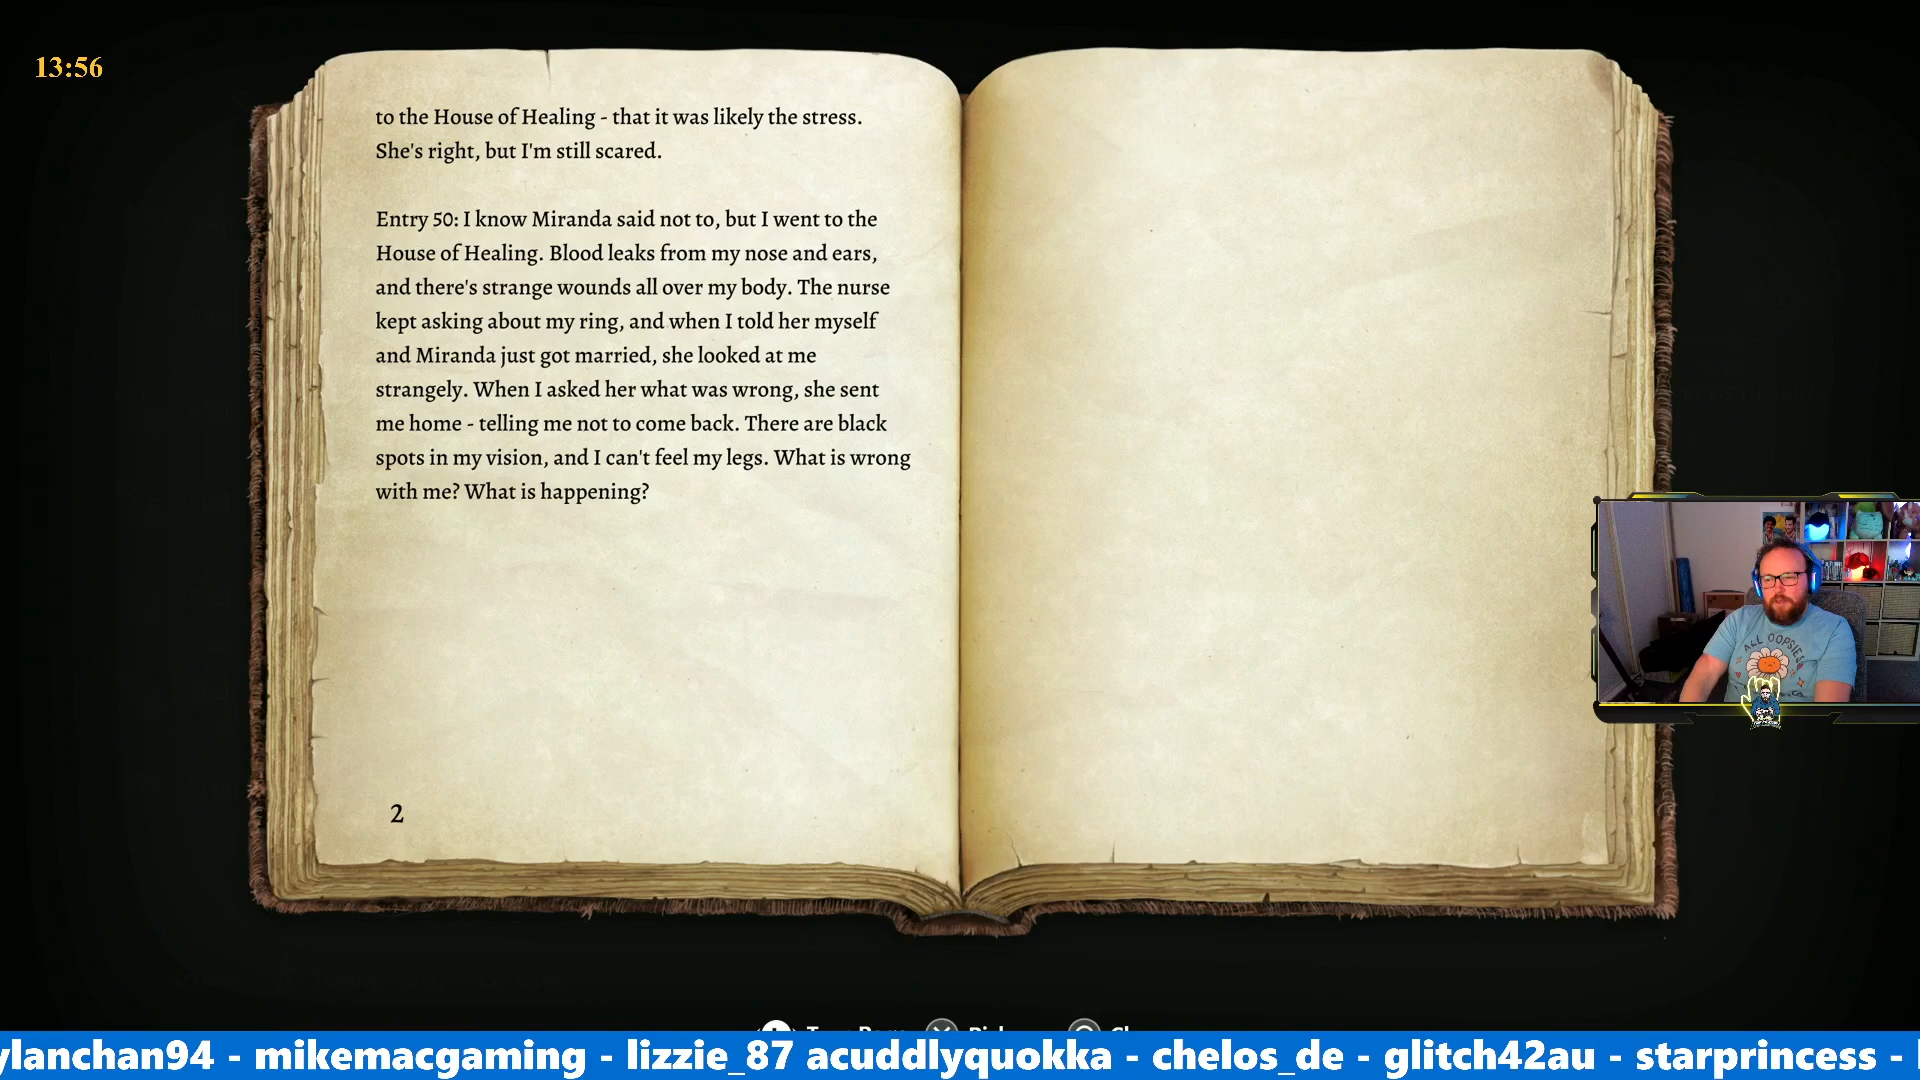 13:56
to the House of Healing - that it was likely the stress.
She's right, but I'm still scared.
Entry 50: I know Miranda said not to, but I went to the
House of Healing. Blood leaks from my nose and ears,
and there's strange wounds all over my body. The nurse
kept asking about my ring, and when I told her myself
and Miranda just got married, she looked at me
strangely. When I asked her what was wrong, she sent
me home - telling me not to come back. There are black
spots in my vision, and I can't feel my legs. What is wrong
with me? What is happening?
2
ALL OOPSIES
ylanchan94 - mikemacgaming - lizzie_87 acuddlyquokka - chelos_de - glitch42au - starprincess -